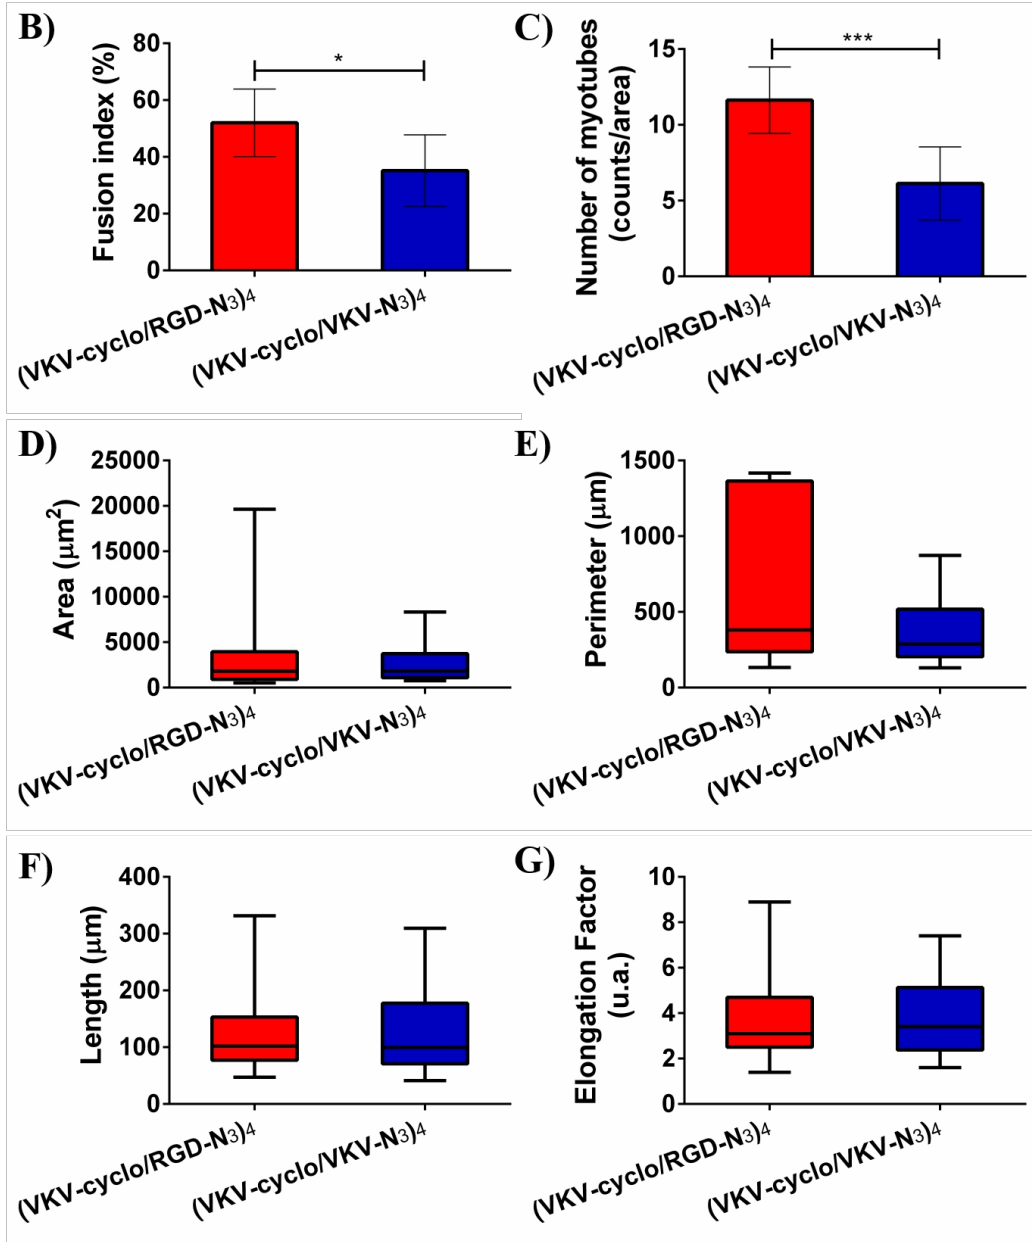 B)
Fusion index (%)
80
60
40
20
0
*
(VKV-cyclo/RGD-N3)4
(VKV-cyclo/VKV-N3)4
C)
Number of myotubes
(counts/area)
15
10
5
0
***
(VKV-cyclo/RGD-N3)4
(VKV-cyclo/VKV-N3)4
D)
Area (μm²)
25000
20000
15000
10000
5000
0
(VKV-cyclo/RGD-N3)4
(VKV-cyclo/VKV-N3)4
E)
Perimeter (μm)
1500
1000
500
0
(VKV-cyclo/RGD-N3)4
(VKV-cyclo/VKV-N3)4
F)
Length (μm)
400
300
200
100
0
(VKV-cyclo/RGD-N3)4
(VKV-cyclo/VKV-N3)4
G)
Elongation Factor
(u.a.)
10
8
6
4
2
0
(VKV-cyclo/RGD-N3)4
(VKV-cyclo/VKV-N3)4